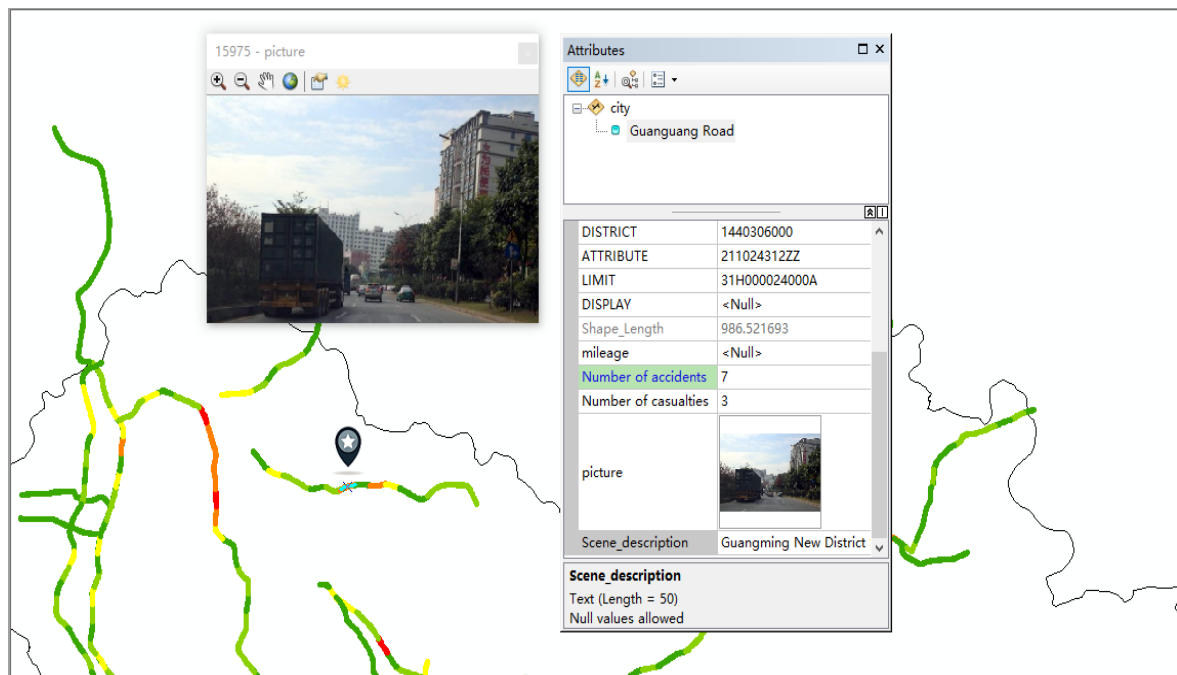 15975 - picture
Attributes
city
Guanguang Road
DISTRICT 1440306000
ATTRIBUTE 211024312ZZ
LIMIT 31H000024000A
DISPLAY <Null>
Shape_Length 986.521693
mileage <Null>
Number of accidents 7
Number of casualties 3
picture
Scene_description Guangming New District
Scene_description
Text (Length = 50)
Null values allowed